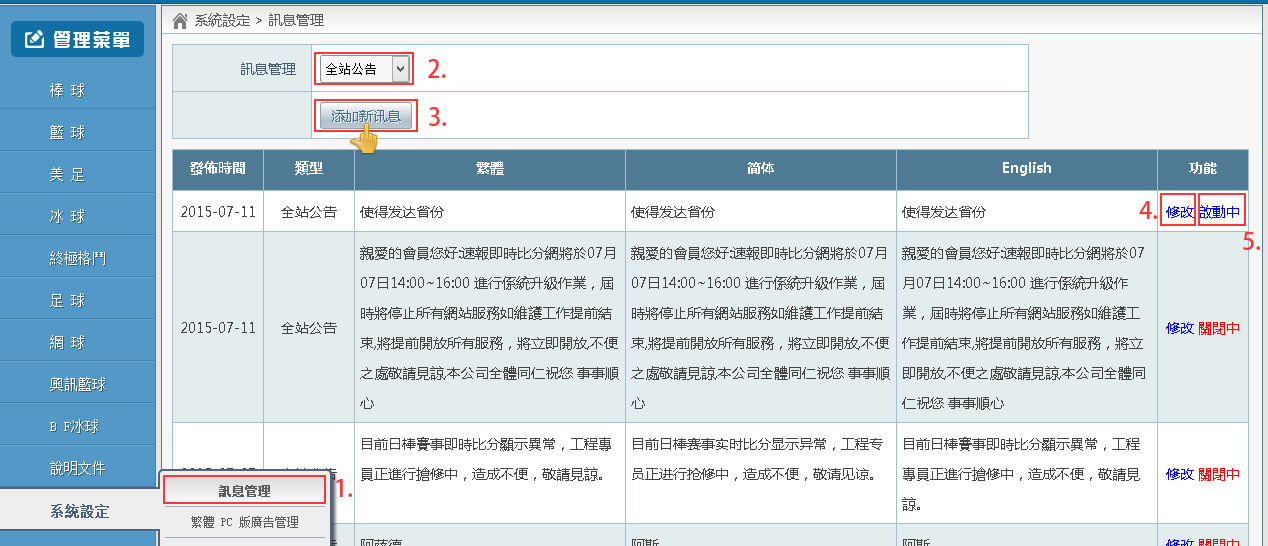 系統設定 > 訊息管理
管理菜單
棒 球
籃 球
美 足
冰 球
終極格鬥
足 球
網 球
奧訊籃球
B F冰球
說明文件
系統設定
訊息管理
1.
繁體 PC 版廣告管理
訊息管理
全站公告
2.
添加新讯息
3.
發佈時間 類型 繁體 简体 English 功能
2015-07-11 全站公告 使得发达省份 使得发达省份 使得发达省份 4. 修改 啟動中
5.
2015-07-11 全站公告
親愛的會員您好:速報即時比分網將於07月
07日14:00~16:00 進行係統升級作業，屆
時將停止所有網站服務如維護工作提前結
束,將提前開放所有服務，將立即開放,不便
之處敬請見諒,本公司全體同仁祝您 事事順
心
親愛的會員您好:速報即時比分網將於07月
07日14:00~16:00 進行係統升級作業，屆
時將停止所有網站服務如維護工作提前結
束,將提前開放所有服務，將立即開放,不便
之處敬請見諒,本公司全體同仁祝您 事事順
心
親愛的會員您好:速報即時比分網將於07
月07日14:00~16:00 進行係統升級作
業，屆時將停止所有網站服務如維護工
作提前結束,將提前開放所有服務，將立
即開放,不便之處敬請見諒,本公司全體同
仁祝您 事事順心
修改 關閉中
目前日棒賽事即時比分顯示異常，工程專
員正進行搶修中，造成不便，敬請見諒。
目前日棒赛事实时比分显示异常，工程专
员正进行抢修中，造成不便，敬请见谅。
目前日棒賽事即時比分顯示異常，工程
專員正進行搶修中，造成不便，敬請見
諒。
修改 關閉中
阿斯
阿斯
修改 關閉中